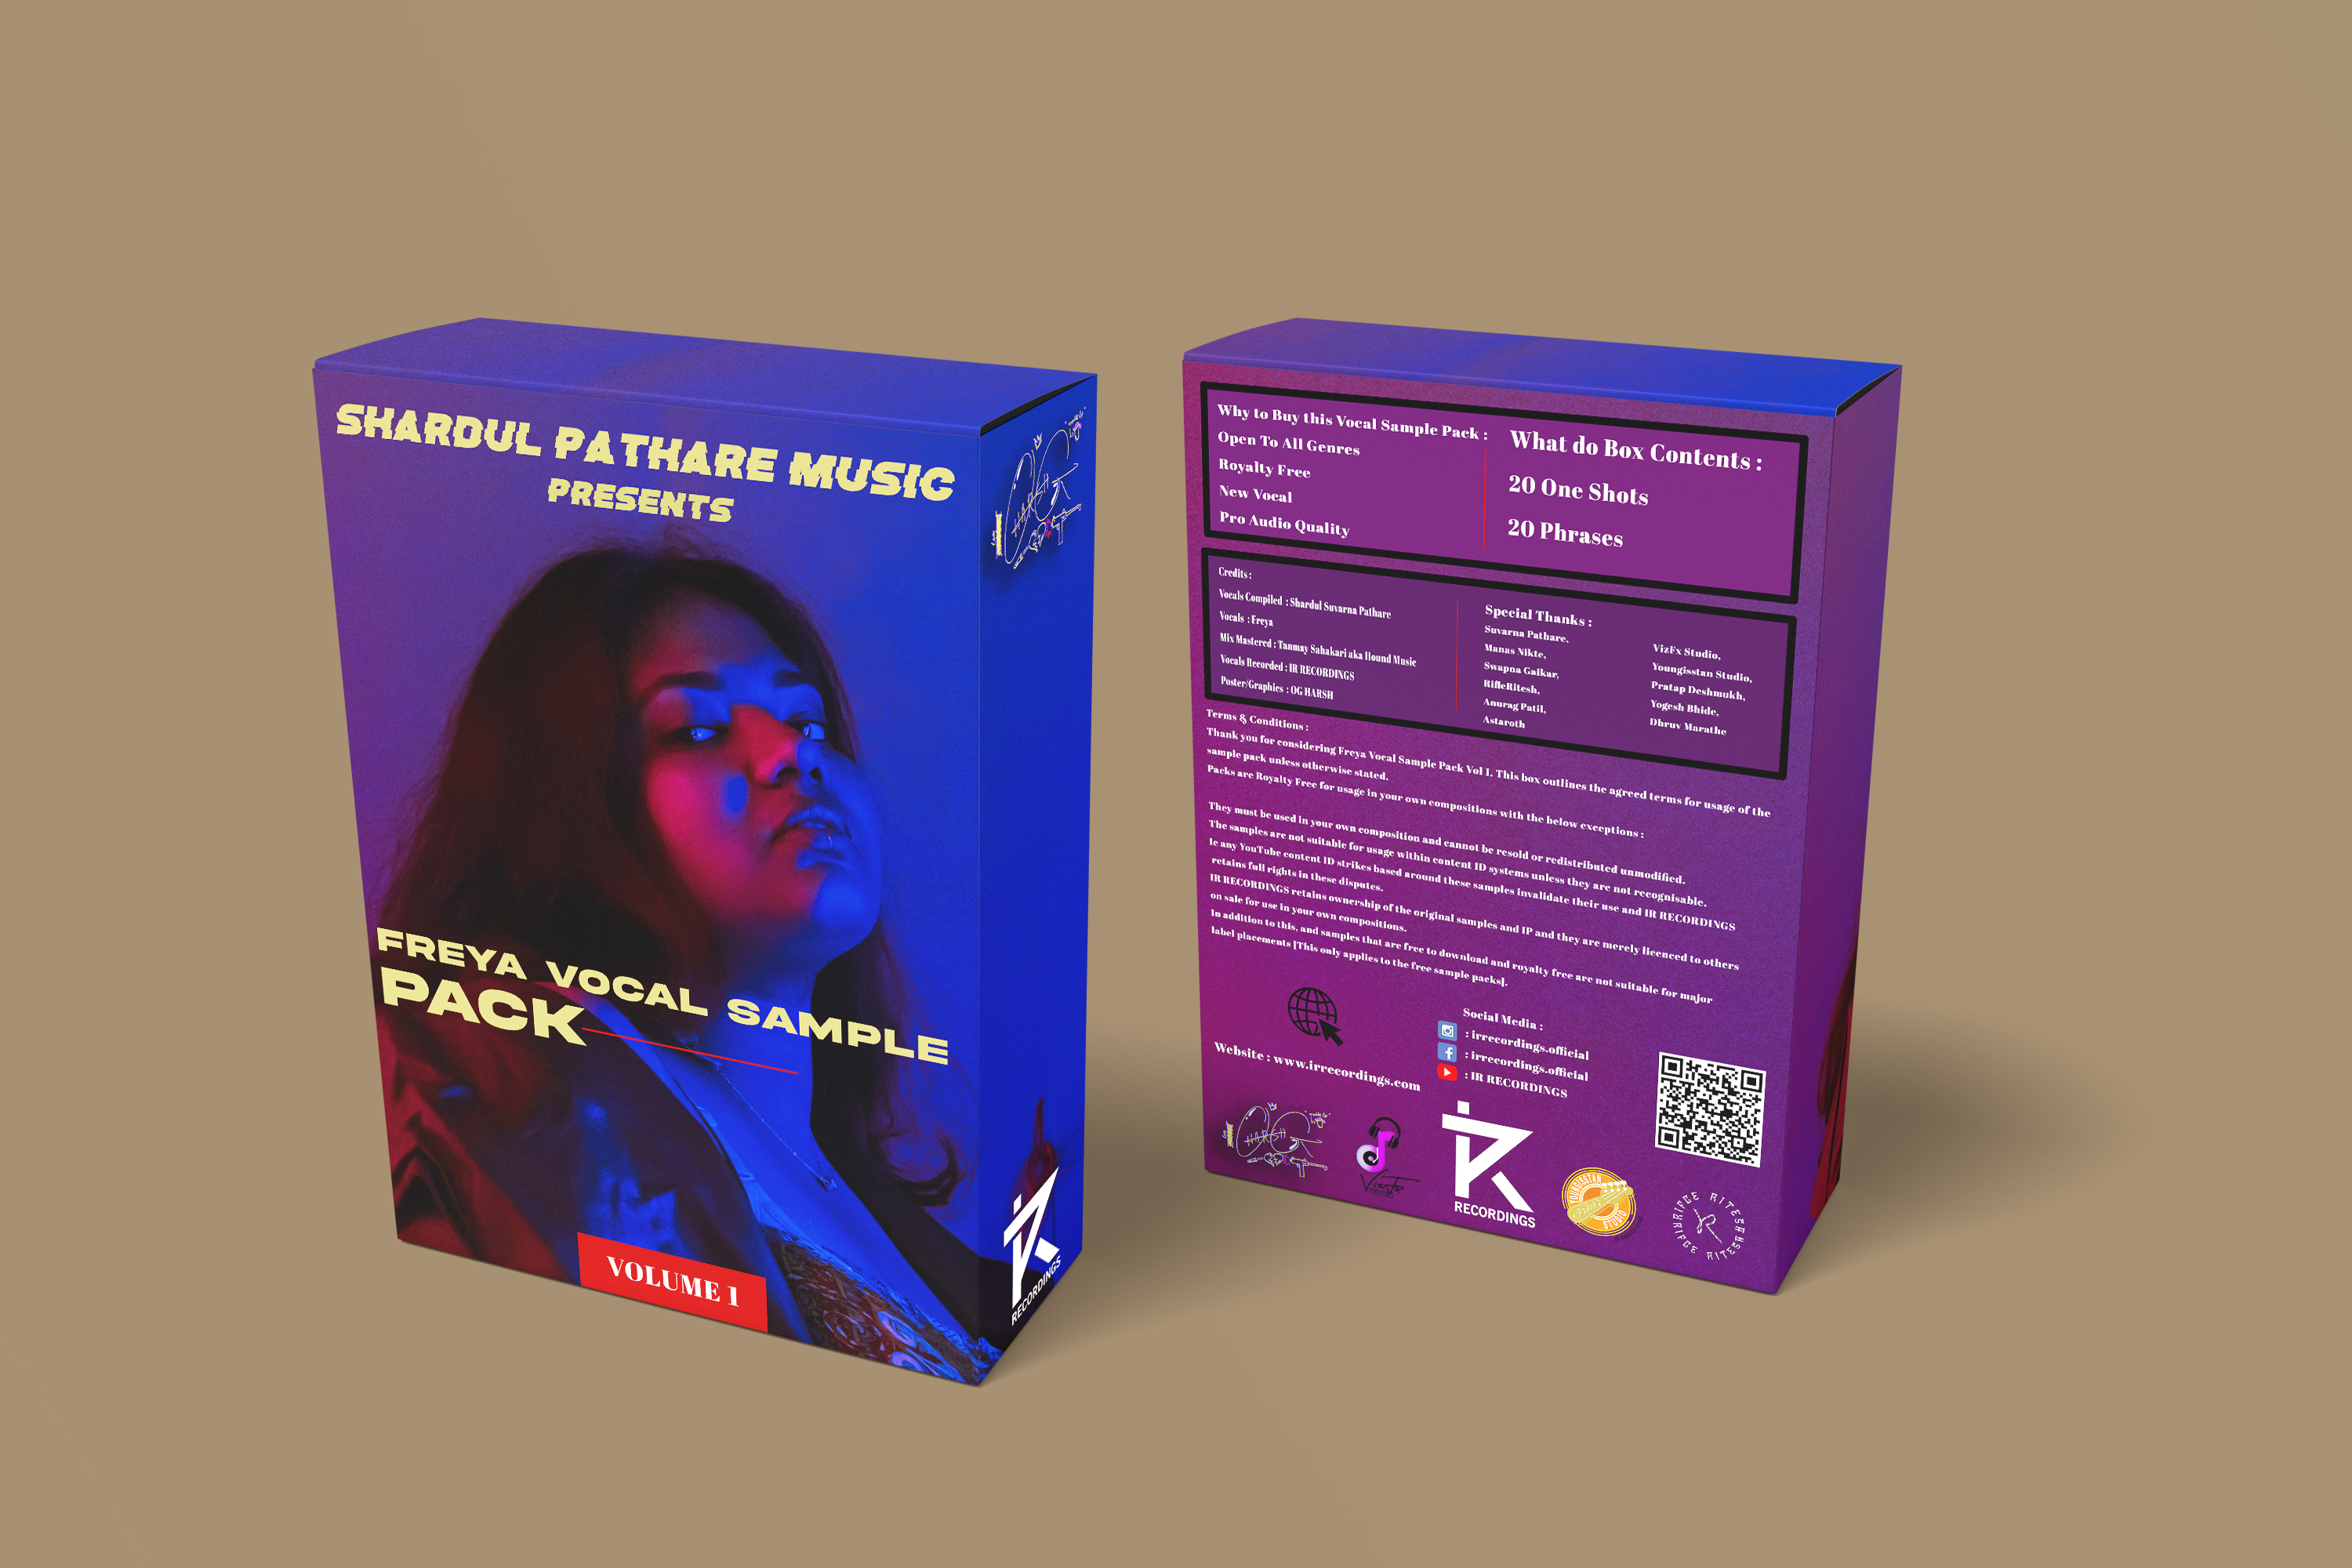 SHARDUL PATHARE MUSIC
PRESENTS
FREYA VOCAL SAMPLE
PACK
VOLUME 1
HARSH
RECORDINGS
Why to Buy this Vocal Sample Pack :
Open To All Genres
Royalty Free
New Vocal
Pro Audio Quality
What do Box Contents :
20 One Shots
20 Phrases
Credits :
Vocals Compiled : Shardul Suvarna Pathare
Vocals : Freya
Mix Mastered : Tanmay Sahakari aka Hound Music
Vocals Recorded : IR RECORDINGS
Poster/Graphics : OG HARSH
Special Thanks :
Suvarna Pathare,
Manas Nikte,
Swapna Gaikar,
RifleRitesh,
Anurag Patil,
Astaroth
VizFx Studio,
Youngisstan Studio,
Pratap Deshmukh,
Yogesh Bhide,
Dhruv Marathe
Terms & Conditions :
Thank you for considering Freya Vocal Sample Pack Vol 1. This box outlines the agreed terms for usage of the
sample pack unless otherwise stated.
Packs are Royalty Free for usage in your own compositions with the below exceptions :
They must be used in your own composition and cannot be resold or redistributed unmodified.
The samples are not suitable for usage within content ID systems unless they are not recognisable.
Ie any YouTube content ID strikes based around these samples invalidate their use and IR RECORDINGS
retains full rights in these disputes.
IR RECORDINGS retains ownership of the original samples and IP and they are merely licenced to others
on sale for use in your own compositions.
In addition to this, and samples that are free to download and royalty free are not suitable for major
label placements [This only applies to the free sample packs].
Website : www.irrecordings.com
Social Media :
: irrecordings.official
: irrecordings.official
: IR RECORDINGS
HARSH
RECORDINGS
YOUNGISSTAN
STUDIO